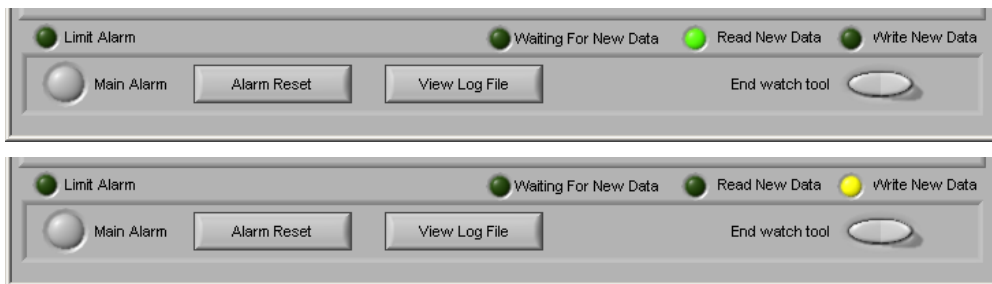 Limit Alarm Waiting For New Data Read New Data Write New Data
Main Alarm Alarm Reset View Log File End watch tool
Limit Alarm Waiting For New Data Read New Data Write New Data
Main Alarm Alarm Reset View Log File End watch tool